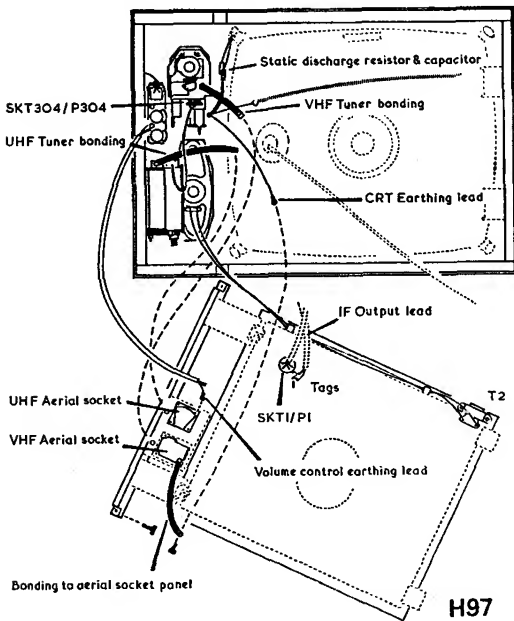 Static discharge resistor & capacitor
SKT304/P304
VHF Tuner bonding
UHF Tuner bonding
CRT Earthing lead
IF Output lead
Tags
T2
SKT1/P1
UHF Aerial socket
VHF Aerial socket
Volume control earthing lead
Bonding to aerial socket panel
H97